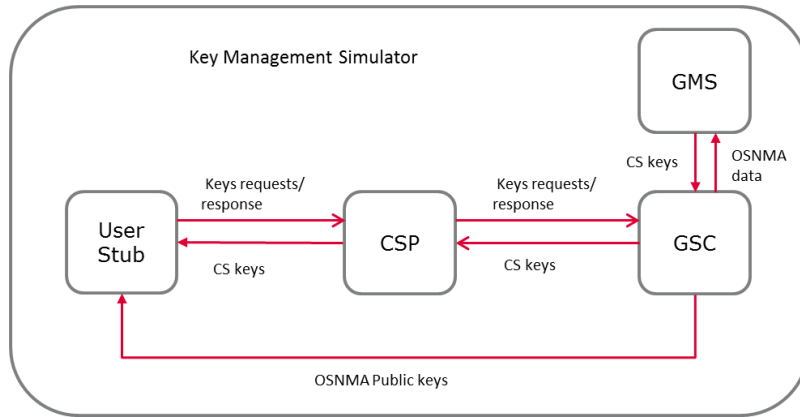 Key Management Simulator
GMS
CS keys
OSNMA
data
Keys requests/
response
Keys requests/
response
User
Stub
CSP
GSC
CS keys
CS keys
OSNMA Public keys